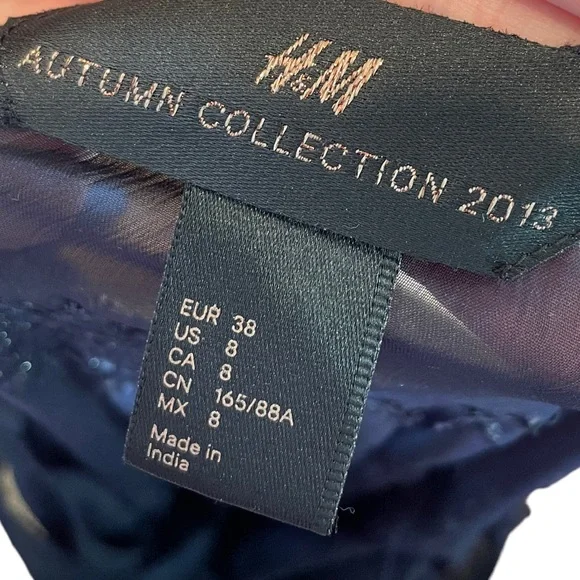 H&M
AUTUMN COLLECTION 2013
EUR 38
US 8
CA 8
CN 165/88A
MX 8
Made in
India